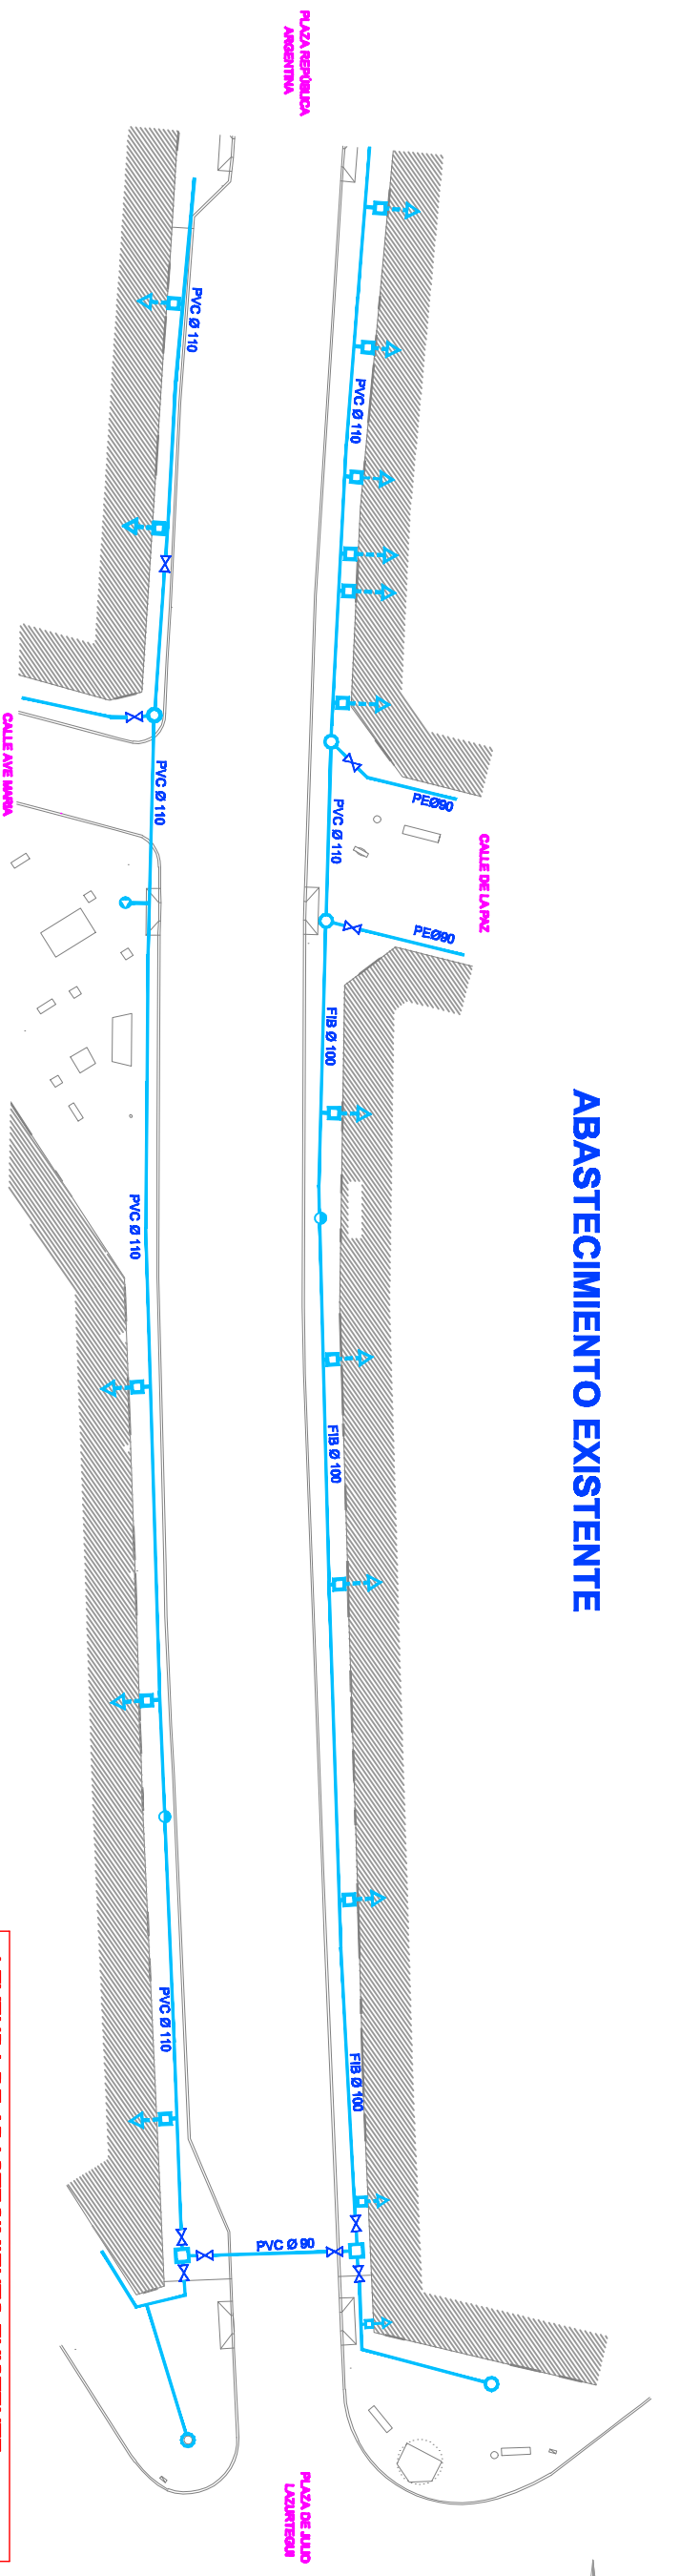 ABASTECIMIENTO EXISTENTE
PLAZA REPÚBLICA
ARGENTINA
CALLE DE LA PAZ
PEØ90
PEØ90
PVC Ø 110
PVC Ø 110
FIB Ø 100
FIB Ø 100
FIB Ø 100
PVC Ø 90
PVC Ø 110
PVC Ø 110
PVC Ø 110
PVC Ø 110
CALLE AVE MARIA
PLAZA DE JULIO
LAZURTEGUI